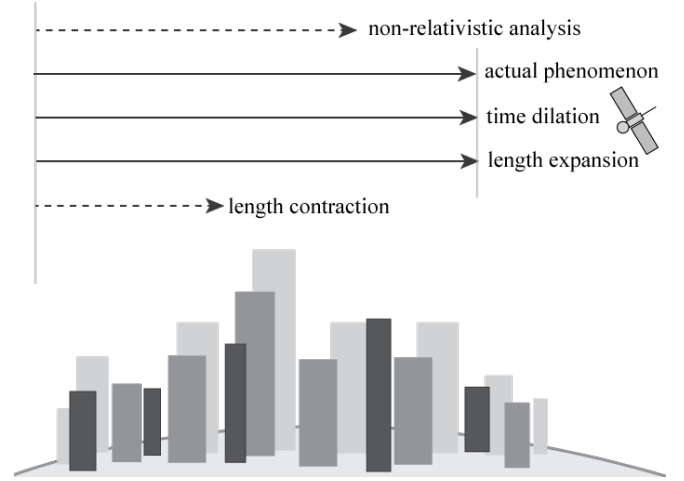 non-relativistic analysis
actual phenomenon
time dilation
length expansion
length contraction